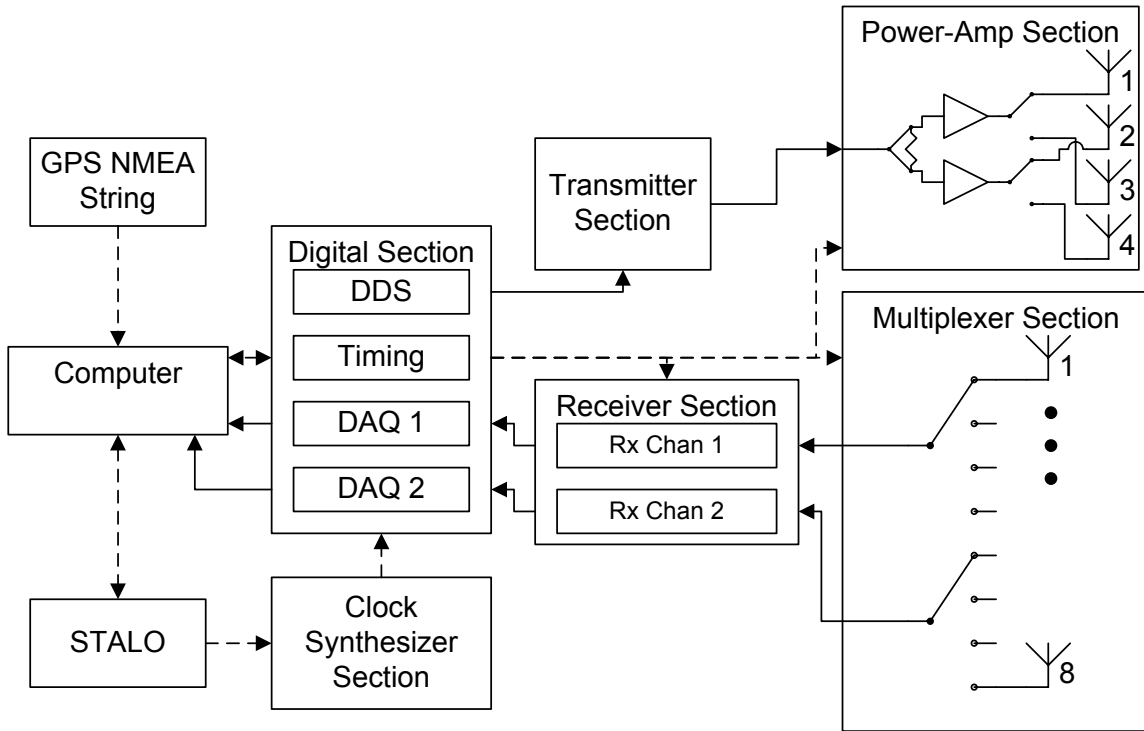 Power-Amp Section
1
2
3
4
GPS NMEA
String
Transmitter
Section
Digital Section
DDS
Timing
DAQ 1
DAQ 2
Computer
Multiplexer Section
1
8
Receiver Section
Rx Chan 1
Rx Chan 2
STALO
Clock
Synthesizer
Section